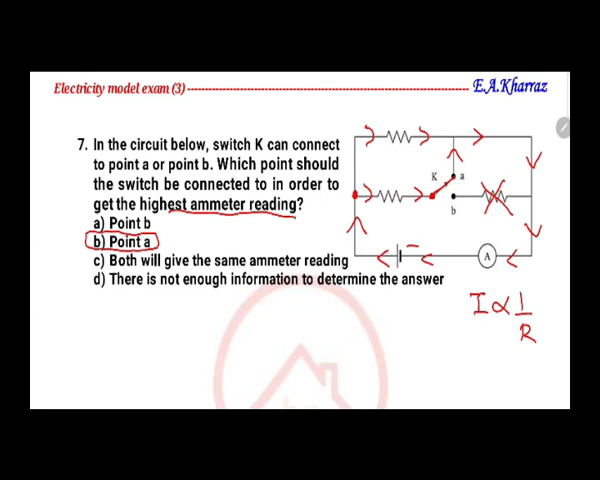 Electricity model exam (3)
E.A.Kharraz
7. In the circuit below, switch K can connect
to point a or point b. Which point should
the switch be connected to in order to
get the highest ammeter reading?
a) Point b
b) Point a
c) Both will give the same ammeter reading
d) There is not enough information to determine the answer
K
a
b
A
I ∝ 1/R